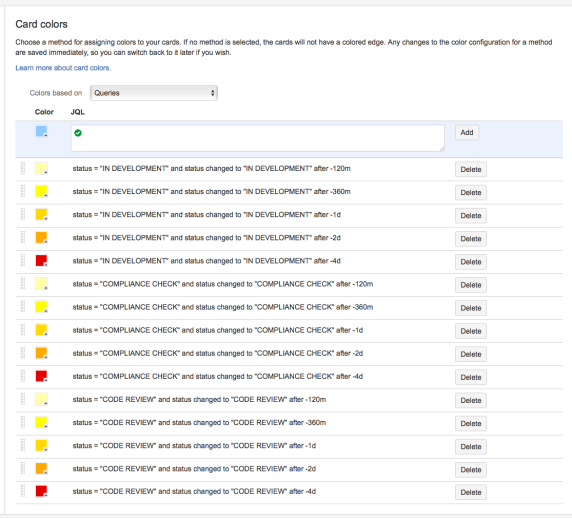 Card colors
Choose a method for assigning colors to your cards. If no method is selected, the cards will not have a colored edge. Any changes to the color configuration for a method
are saved immediately, so you can switch back to it later if you wish.
Learn more about card colors.
Colors based on Queries
Color JQL
Add
status = "IN DEVELOPMENT" and status changed to "IN DEVELOPMENT" after -120m Delete
status = "IN DEVELOPMENT" and status changed to "IN DEVELOPMENT" after -360m Delete
status = "IN DEVELOPMENT" and status changed to "IN DEVELOPMENT" after -1d Delete
status = "IN DEVELOPMENT" and status changed to "IN DEVELOPMENT" after -2d Delete
status = "IN DEVELOPMENT" and status changed to "IN DEVELOPMENT" after -4d Delete
status = "COMPLIANCE CHECK" and status changed to "COMPLIANCE CHECK" after -120m Delete
status = "COMPLIANCE CHECK" and status changed to "COMPLIANCE CHECK" after -360m Delete
status = "COMPLIANCE CHECK" and status changed to "COMPLIANCE CHECK" after -1d Delete
status = "COMPLIANCE CHECK" and status changed to "COMPLIANCE CHECK" after -2d Delete
status = "COMPLIANCE CHECK" and status changed to "COMPLIANCE CHECK" after -4d Delete
status = "CODE REVIEW" and status changed to "CODE REVIEW" after -120m Delete
status = "CODE REVIEW" and status changed to "CODE REVIEW" after -360m Delete
status = "CODE REVIEW" and status changed to "CODE REVIEW" after -1d Delete
status = "CODE REVIEW" and status changed to "CODE REVIEW" after -2d Delete
status = "CODE REVIEW" and status changed to "CODE REVIEW" after -4d Delete